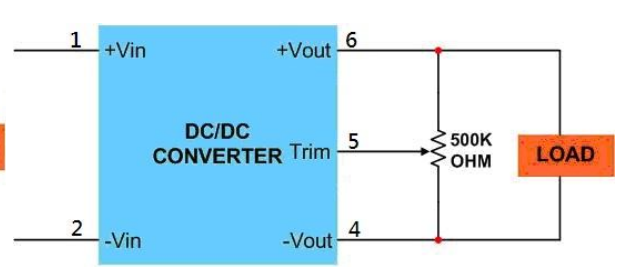 1 +Vin +Vout 6
DC/DC
CONVERTER Trim 5
500K
OHM
LOAD
2 -Vin -Vout 4